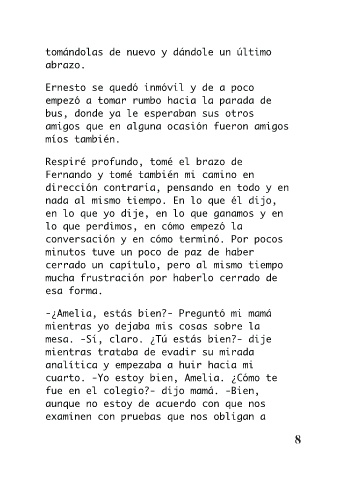 tomándolas de nuevo y dándole un último
abrazo.
Ernesto se quedó inmóvil y de a poco
empezó a tomar rumbo hacia la parada de
bus, donde ya le esperaban sus otros
amigos que en alguna ocasión fueron amigos
míos también.
Respiré profundo, tomé el brazo de
Fernando y tomé también mi camino en
dirección contraria, pensando en todo y en
nada al mismo tiempo. En lo que él dijo,
en lo que yo dije, en lo que ganamos y en
lo que perdimos, en cómo empezó la
conversación y en cómo terminó. Por pocos
minutos tuve un poco de paz de haber
cerrado un capítulo, pero al mismo tiempo
mucha frustración por haberlo cerrado de
esa forma.
-¿Amelia, estás bien?- Preguntó mi mamá
mientras yo dejaba mis cosas sobre la
mesa. -Sí, claro. ¿Tú estás bien?- dije
mientras trataba de evadir su mirada
analítica y empezaba a huir hacia mi
cuarto. -Yo estoy bien, Amelia. ¿Cómo te
fue en el colegio?- dijo mamá. -Bien,
aunque no estoy de acuerdo con que nos
examinen con pruebas que nos obligan a
8